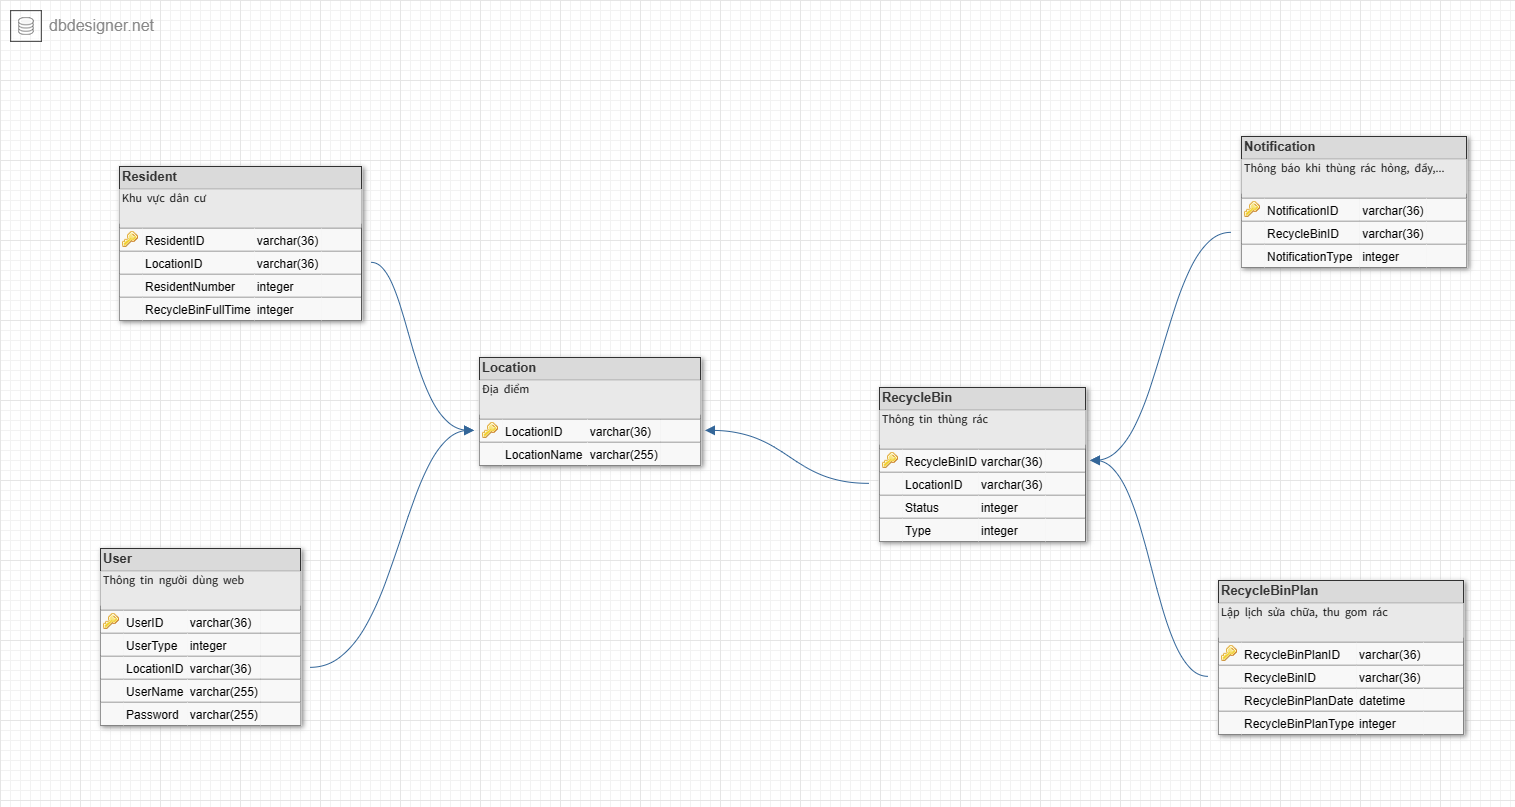 dbdesigner.net
Resident
Khu vực dân cư
ResidentID varchar(36)
LocationID varchar(36)
ResidentNumber integer
RecycleBinFullTime integer
User
Thông tin người dùng web
UserID varchar(36)
UserType integer
LocationID varchar(36)
UserName varchar(255)
Password varchar(255)
Location
Địa điểm
LocationID varchar(36)
LocationName varchar(255)
RecycleBin
Thông tin thùng rác
RecycleBinID varchar(36)
LocationID varchar(36)
Status integer
Type integer
Notification
Thông báo khi thùng rác hỏng, đầy,...
NotificationID varchar(36)
RecycleBinID varchar(36)
NotificationType integer
RecycleBinPlan
Lập lịch sửa chữa, thu gom rác
RecycleBinPlanID varchar(36)
RecycleBinID varchar(36)
RecycleBinPlanDate datetime
RecycleBinPlanType integer